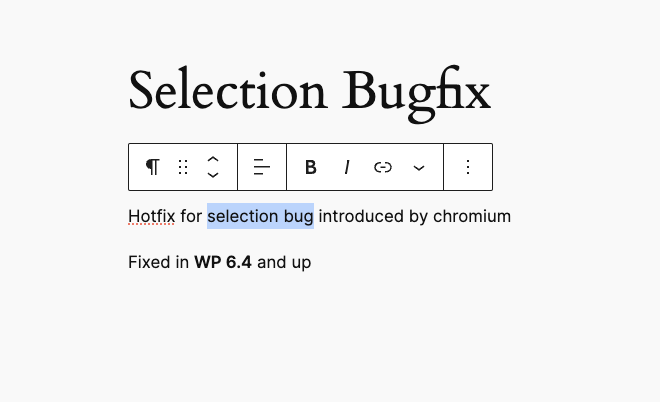 Selection Bugfix
B I
Hotfix for selection bug introduced by chromium
Fixed in WP 6.4 and up